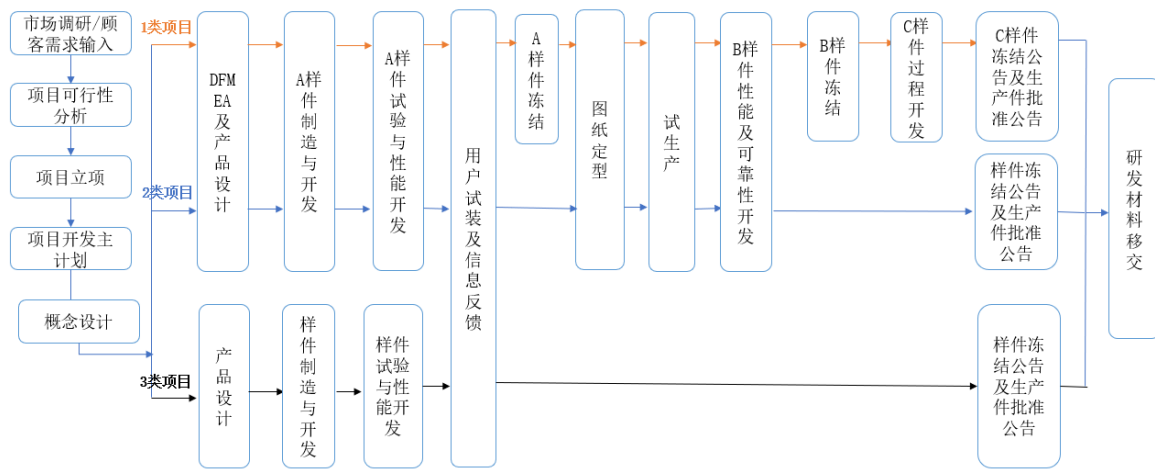 市场调研/顾
客需求输入
项目可行性
分析
项目立项
项目开发主
计划
概念设计
1类项目
2类项目
3类项目
DFM
EA及
产品
设计
A样
件制
造与
开发
A样
件试
验与
性能
开发
用户试装及信息反馈
A
样
件
冻
结
图纸定型
试生产
B样
件性
能及
可靠
性开
发
B样
件冻
结
C样
件过
程开
发
C样件
冻结公
告及生
产件批
准公告
样件冻
结公告
及生产
件批准
公告
产品设计
样件
制造
与开
发
样件
试验
与性
能开
发
样件冻
结公告
及生产
件批准
公告
研发材料移交